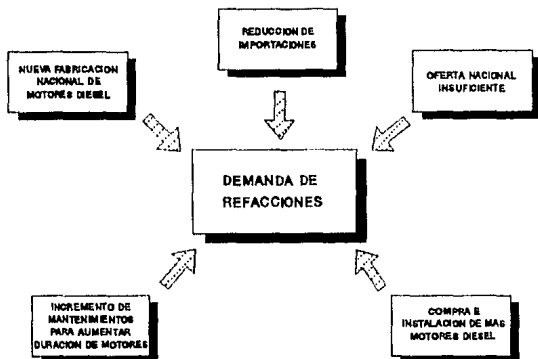 REDUCCION DE
IMPORTACIONES
NUEVA FABRICACION
NACIONAL DE
MOTORES DIESEL
OFERTA NACIONAL
INSUFICIENTE
DEMANDA DE
REFACCIONES
INCREMENTO DE
MANTENIMIENTOS
PARA AUMENTAR
DURACION DE MOTORES
COMPRA E
INSTALACION DE MAS
MOTORES DIESEL